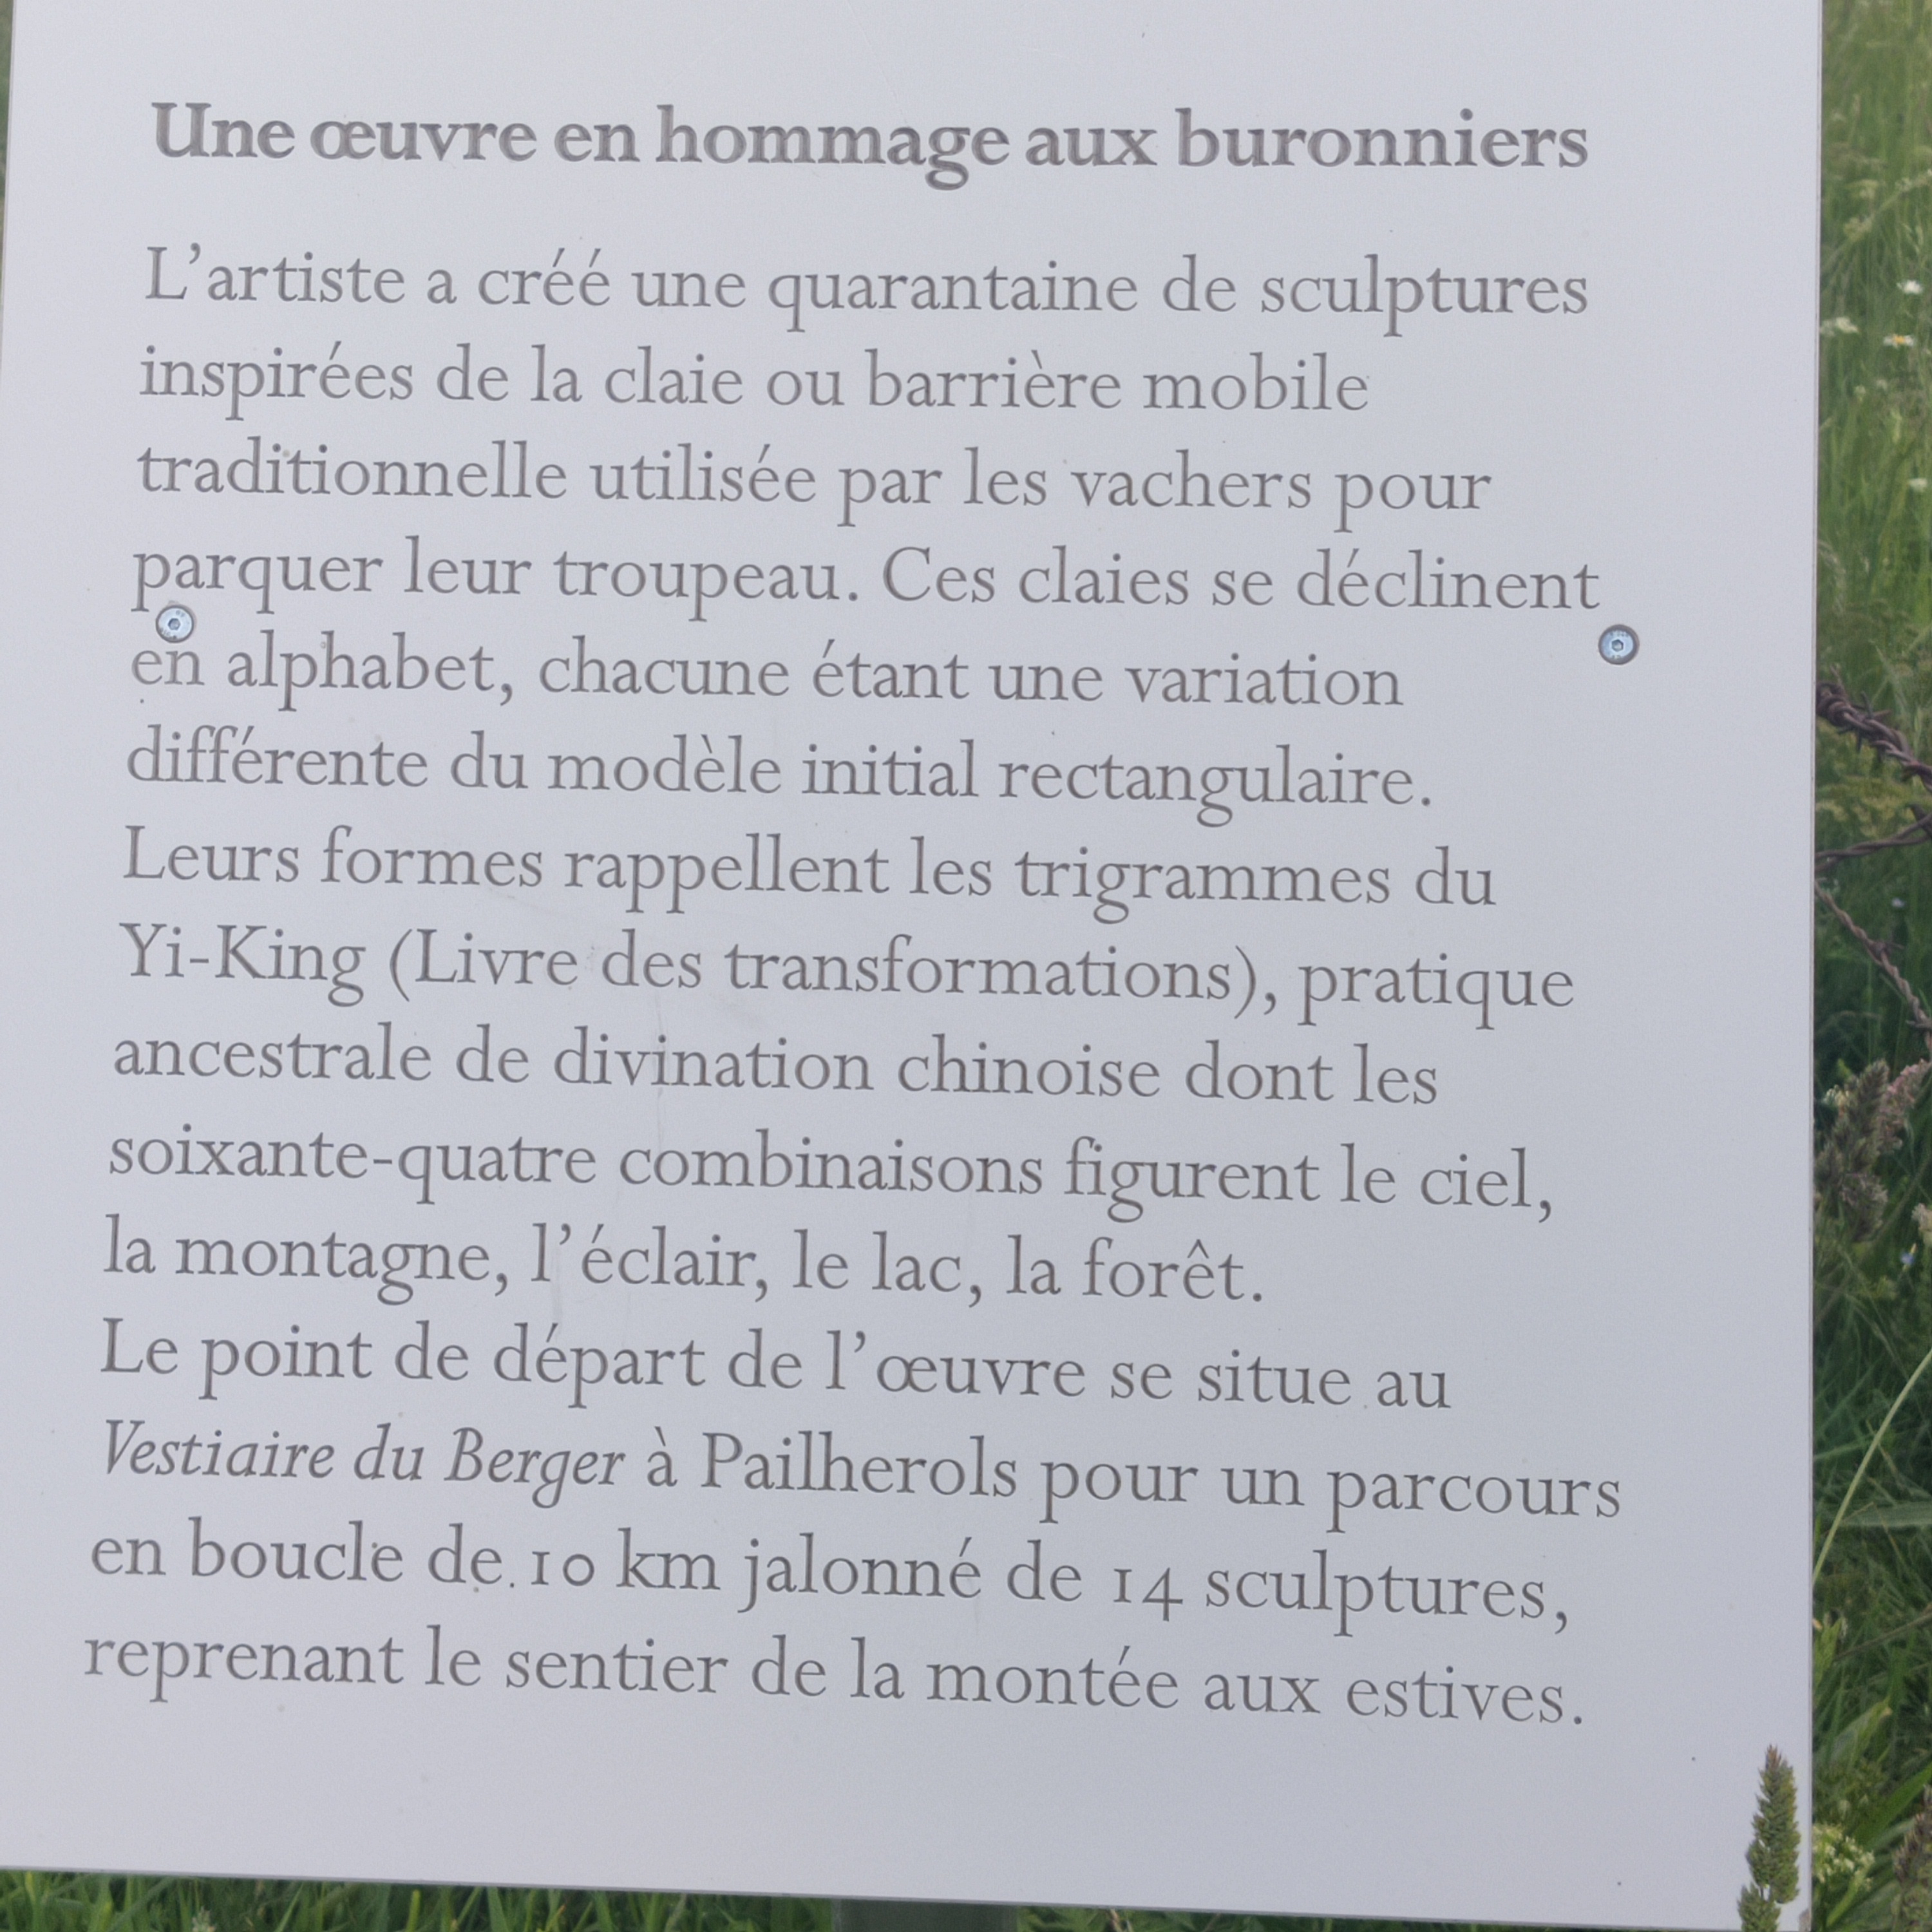 Une œuvre en hommage aux buronniers
L’artiste a créé une quarantaine de sculptures
inspirées de la claie ou barrière mobile
traditionnelle utilisée par les vachers pour
parquer leur troupeau. Ces claies se déclinent
en alphabet, chacune étant une variation
différente du modèle initial rectangulaire.
Leurs formes rappellent les trigrammes du
Yi-King (Livre des transformations), pratique
ancestrale de divination chinoise dont les
soixante-quatre combinaisons figurent le ciel,
la montagne, l’éclair, le lac, la forêt.
Le point de départ de l’œuvre se situe au
Vestiaire du Berger à Pailherols pour un parcours
en boucle de 10 km jalonné de 14 sculptures,
reprenant le sentier de la montée aux estives.